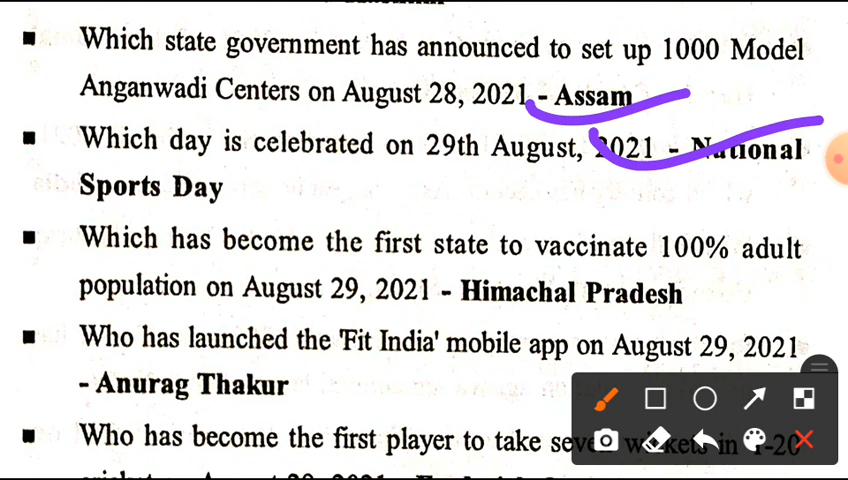 ■ Which state government has announced to set up 1000 Model
Anganwadi Centers on August 28, 2021 - Assam
■ Which day is celebrated on 29th August, 2021 - National
Sports Day
■ Which has become the first state to vaccinate 100% adult
population on August 29, 2021 - Himachal Pradesh
■ Who has launched the 'Fit India' mobile app on August 29, 2021
- Anurag Thakur
■ Who has become the first player to take seven wickets in T-20